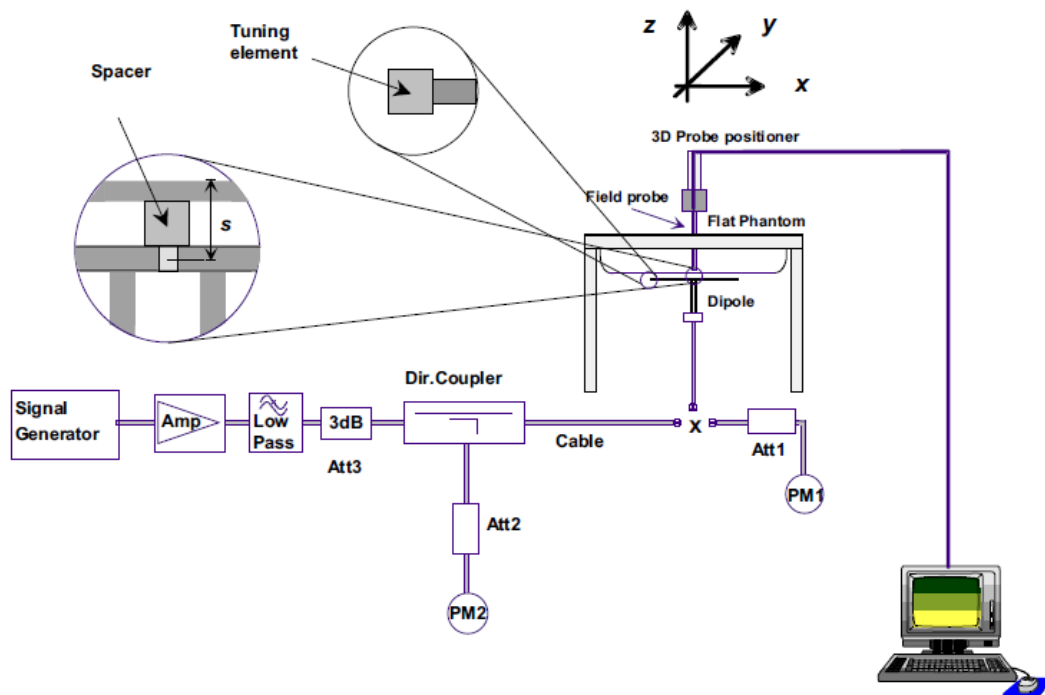 Tuning
element
Spacer
s
z
y
x
3D Probe positioner
Field probe
Flat Phantom
Dipole
Dir.Coupler
Signal
Generator
Amp
Low
Pass
3dB
Att3
Cable
x
Att1
PM1
Att2
PM2